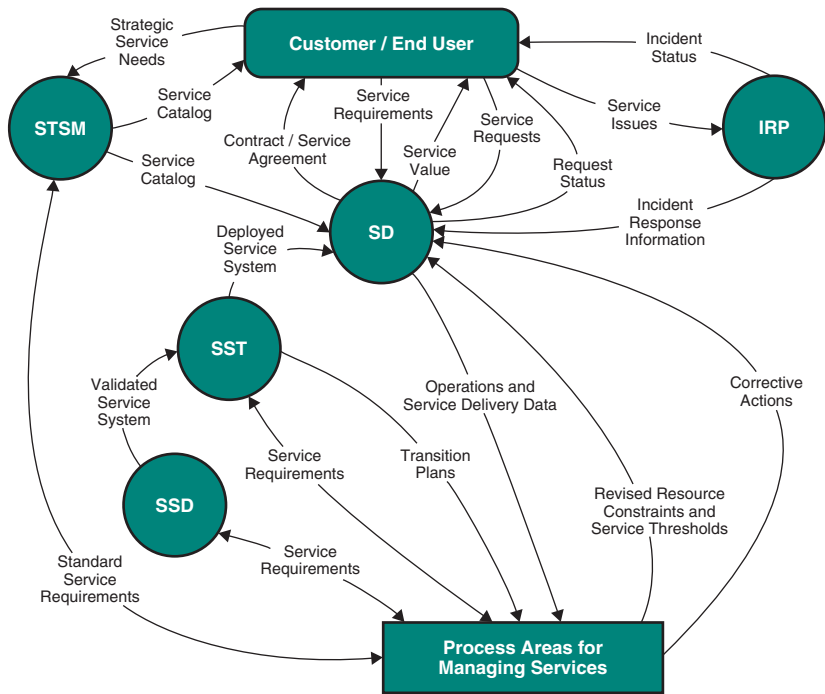 Strategic
Service
Needs
Customer / End User
Incident
Status
STSM
Service
Catalog
Service
Requirements
Contract / Service
Agreement
Service
Value
Service
Requests
Service
Issues
IRP
Service
Catalog
Request
Status
Incident
Response
Information
SD
Deployed
Service
System
SST
Validated
Service
System
Operations and
Service Delivery Data
Corrective
Actions
Service
Requirements
Transition
Plans
SSD
Revised Resource
Constraints and
Service Thresholds
Service
Requirements
Standard
Service
Requirements
Process Areas for
Managing Services